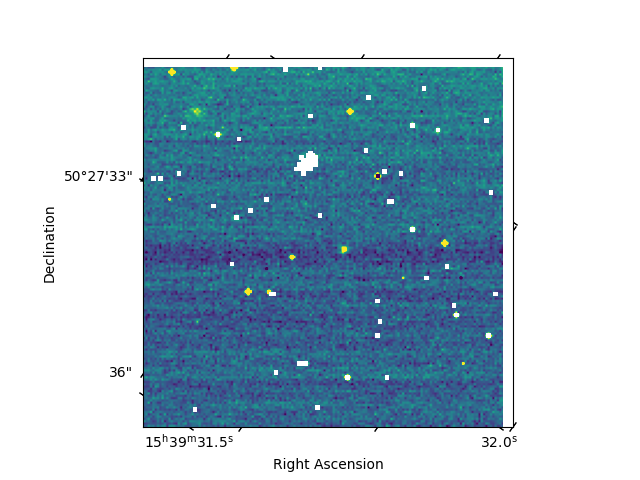 50°27'33"
Declination
36"
15ʰ39ᵐ31.5ˢ 32.0ˢ
Right Ascension